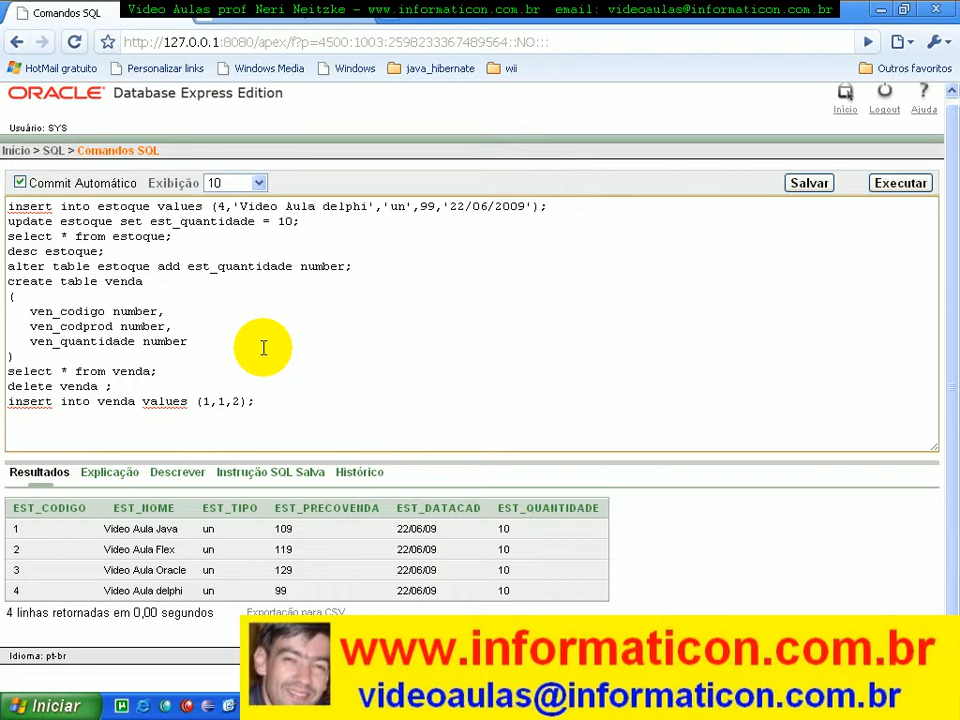 Comandos SQL
Video Aulas prof Neri Neitzke – www.informaticon.com.br email: videoaulas@informaticon.com.br
http://127.0.0.1:8080/apex/f?p=4500:1003:2598233367489564::NO:::
HotMail gratuito Personalizar links Windows Media Windows java_hibernate wii Outros favoritos
ORACLE Database Express Edition
Início Logout Ajuda
Usuário: SYS
Início > SQL > Comandos SQL
Commit Automático Exibição 10 Salvar Executar
insert into estoque values (4,'Video Aula delphi','un',99,'22/06/2009');
update estoque set est_quantidade = 10;
select * from estoque;
desc estoque;
alter table estoque add est_quantidade number;
create table venda
(
ven_codigo number,
ven_codprod number,
ven_quantidade number
)
select * from venda;
delete venda ;
insert into venda values (1,1,2);
Resultados Explicação Descrever Instrução SQL Salva Histórico
EST_CODIGO EST_NOME EST_TIPO EST_PRECOVENDA EST_DATACAD EST_QUANTIDADE
1 Video Aula Java un 109 22/06/09 10
2 Video Aula Flex un 119 22/06/09 10
3 Video Aula Oracle un 129 22/06/09 10
4 Video Aula delphi un 99 22/06/09 10
4 linhas retornadas em 0,00 segundos Exportação para CSV
Idioma: pt-br
www.informaticon.com.br
videoaulas@informaticon.com.br
Iniciar